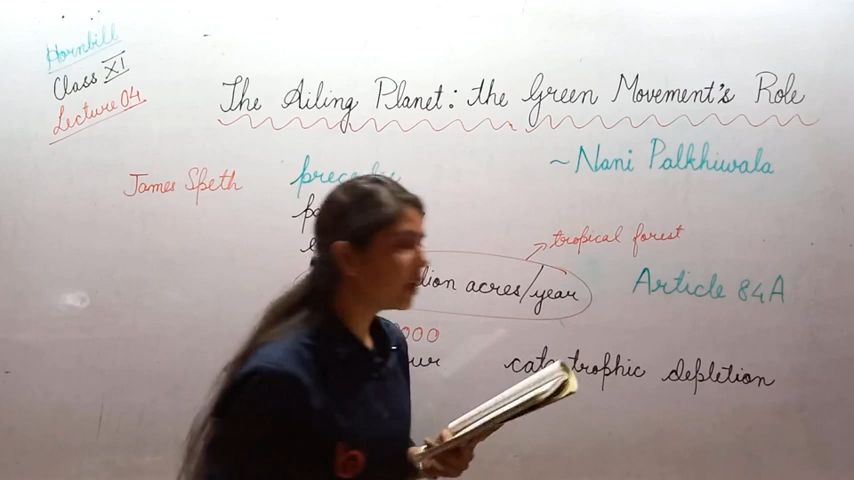 Hornbill
Class XI
Lecture 04
The Ailing Planet: the Green Movement's Role
~Nani Palkhiwala
James Speth
tropical forest
acres/year
Article 84A
catastrophic depletion